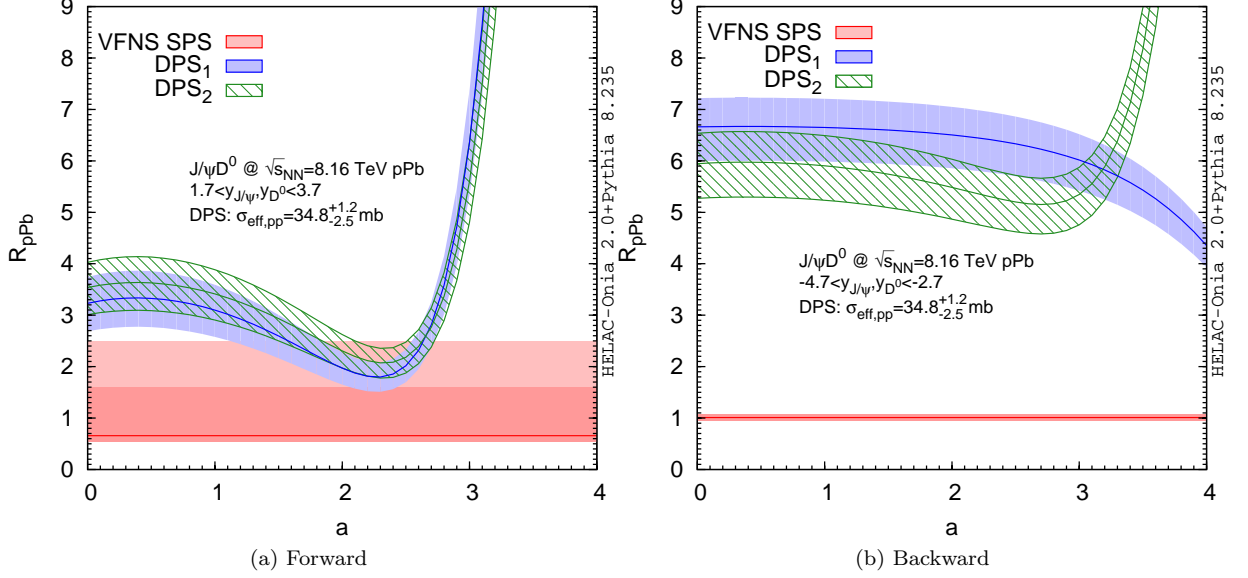 9
8
7
6
5
4
3
2
1
0
R_pPb
VFNS SPS
DPS_1
DPS_2
J/ψD^0 @ √s_NN=8.16 TeV pPb
1.7<y_J/ψ,y_D^0<3.7
DPS: σ_eff,pp=34.8^+1.2_-2.5 mb
HELAC-Onia 2.0+Pythia 8.235
0 1 2 3 4
a
(a) Forward
9
8
7
6
5
4
3
2
1
0
R_pPb
VFNS SPS
DPS_1
DPS_2
J/ψD^0 @ √s_NN=8.16 TeV pPb
-4.7<y_J/ψ,y_D^0<-2.7
DPS: σ_eff,pp=34.8^+1.2_-2.5 mb
HELAC-Onia 2.0+Pythia 8.235
0 1 2 3 4
a
(b) Backward